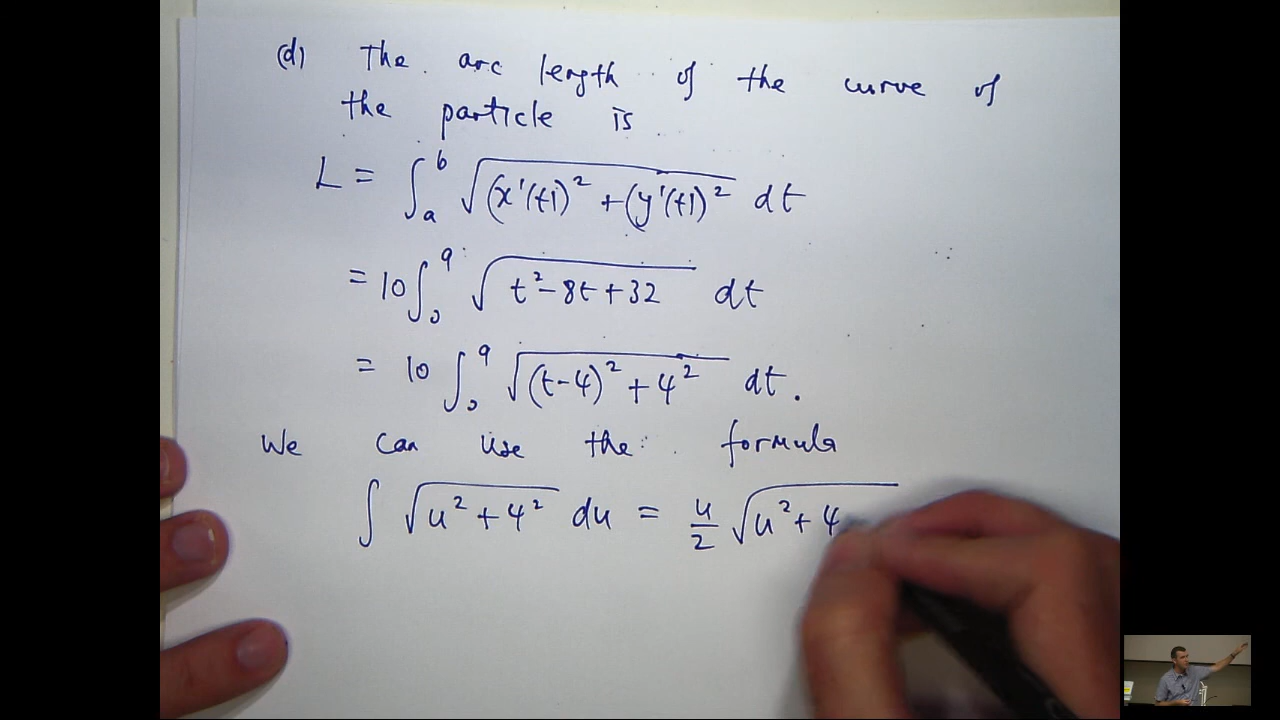 (d) The arc length of the curve of
the particle is
L = ∫_a^b √((x'(t))² + (y'(t))²) dt
= 10 ∫_0^9 √(t² - 8t + 32) dt
= 10 ∫_0^9 √((t-4)² + 4²) dt.
We can use the formula
∫ √(u² + 4²) du = u/2 √(u² + 4